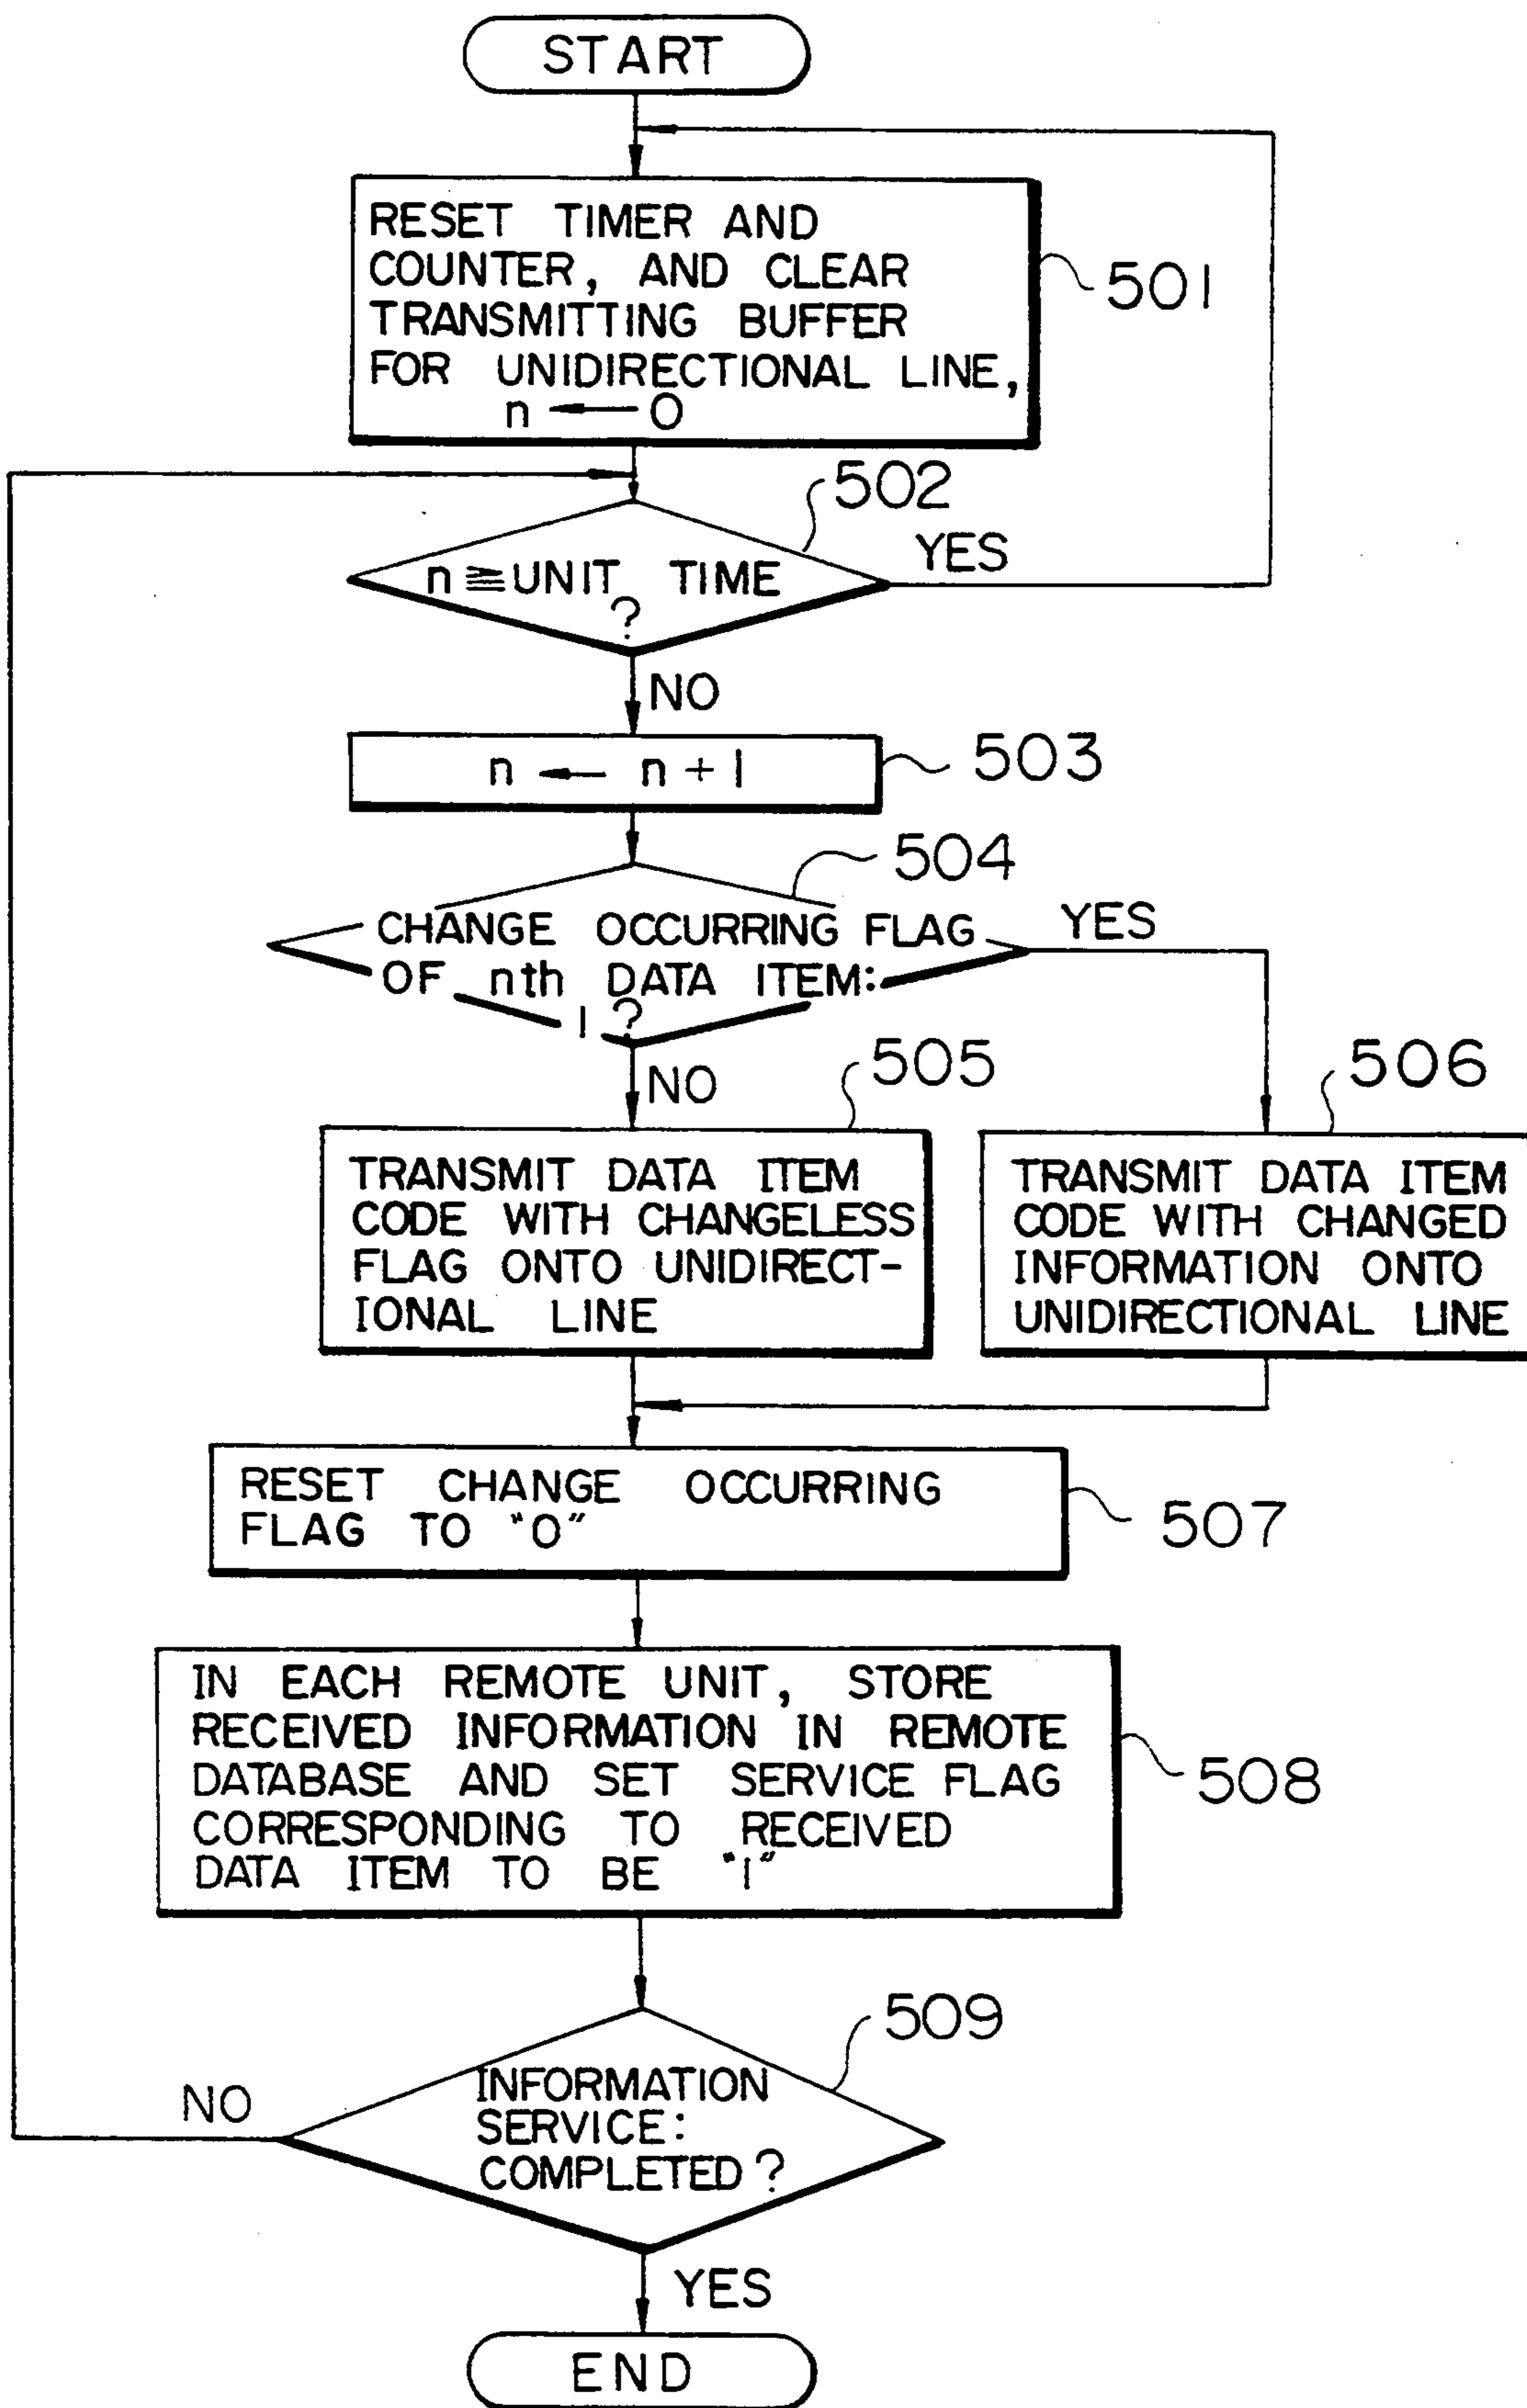 START
RESET TIMER AND
COUNTER, AND CLEAR
TRANSMITTING BUFFER
FOR UNIDIRECTIONAL LINE,
n ← 0
501
502
n ≧ UNIT TIME
?
YES
NO
n ← n + 1
503
504
CHANGE OCCURRING FLAG
OF nth DATA ITEM:
1 ?
YES
NO
505
506
TRANSMIT DATA ITEM
CODE WITH CHANGELESS
FLAG ONTO UNIDIRECT-
IONAL LINE
TRANSMIT DATA ITEM
CODE WITH CHANGED
INFORMATION ONTO
UNIDIRECTIONAL LINE
RESET CHANGE OCCURRING
FLAG TO "0"
507
IN EACH REMOTE UNIT, STORE
RECEIVED INFORMATION IN REMOTE
DATABASE AND SET SERVICE FLAG
CORRESPONDING TO RECEIVED
DATA ITEM TO BE "1"
508
509
INFORMATION
SERVICE:
COMPLETED ?
NO
YES
END